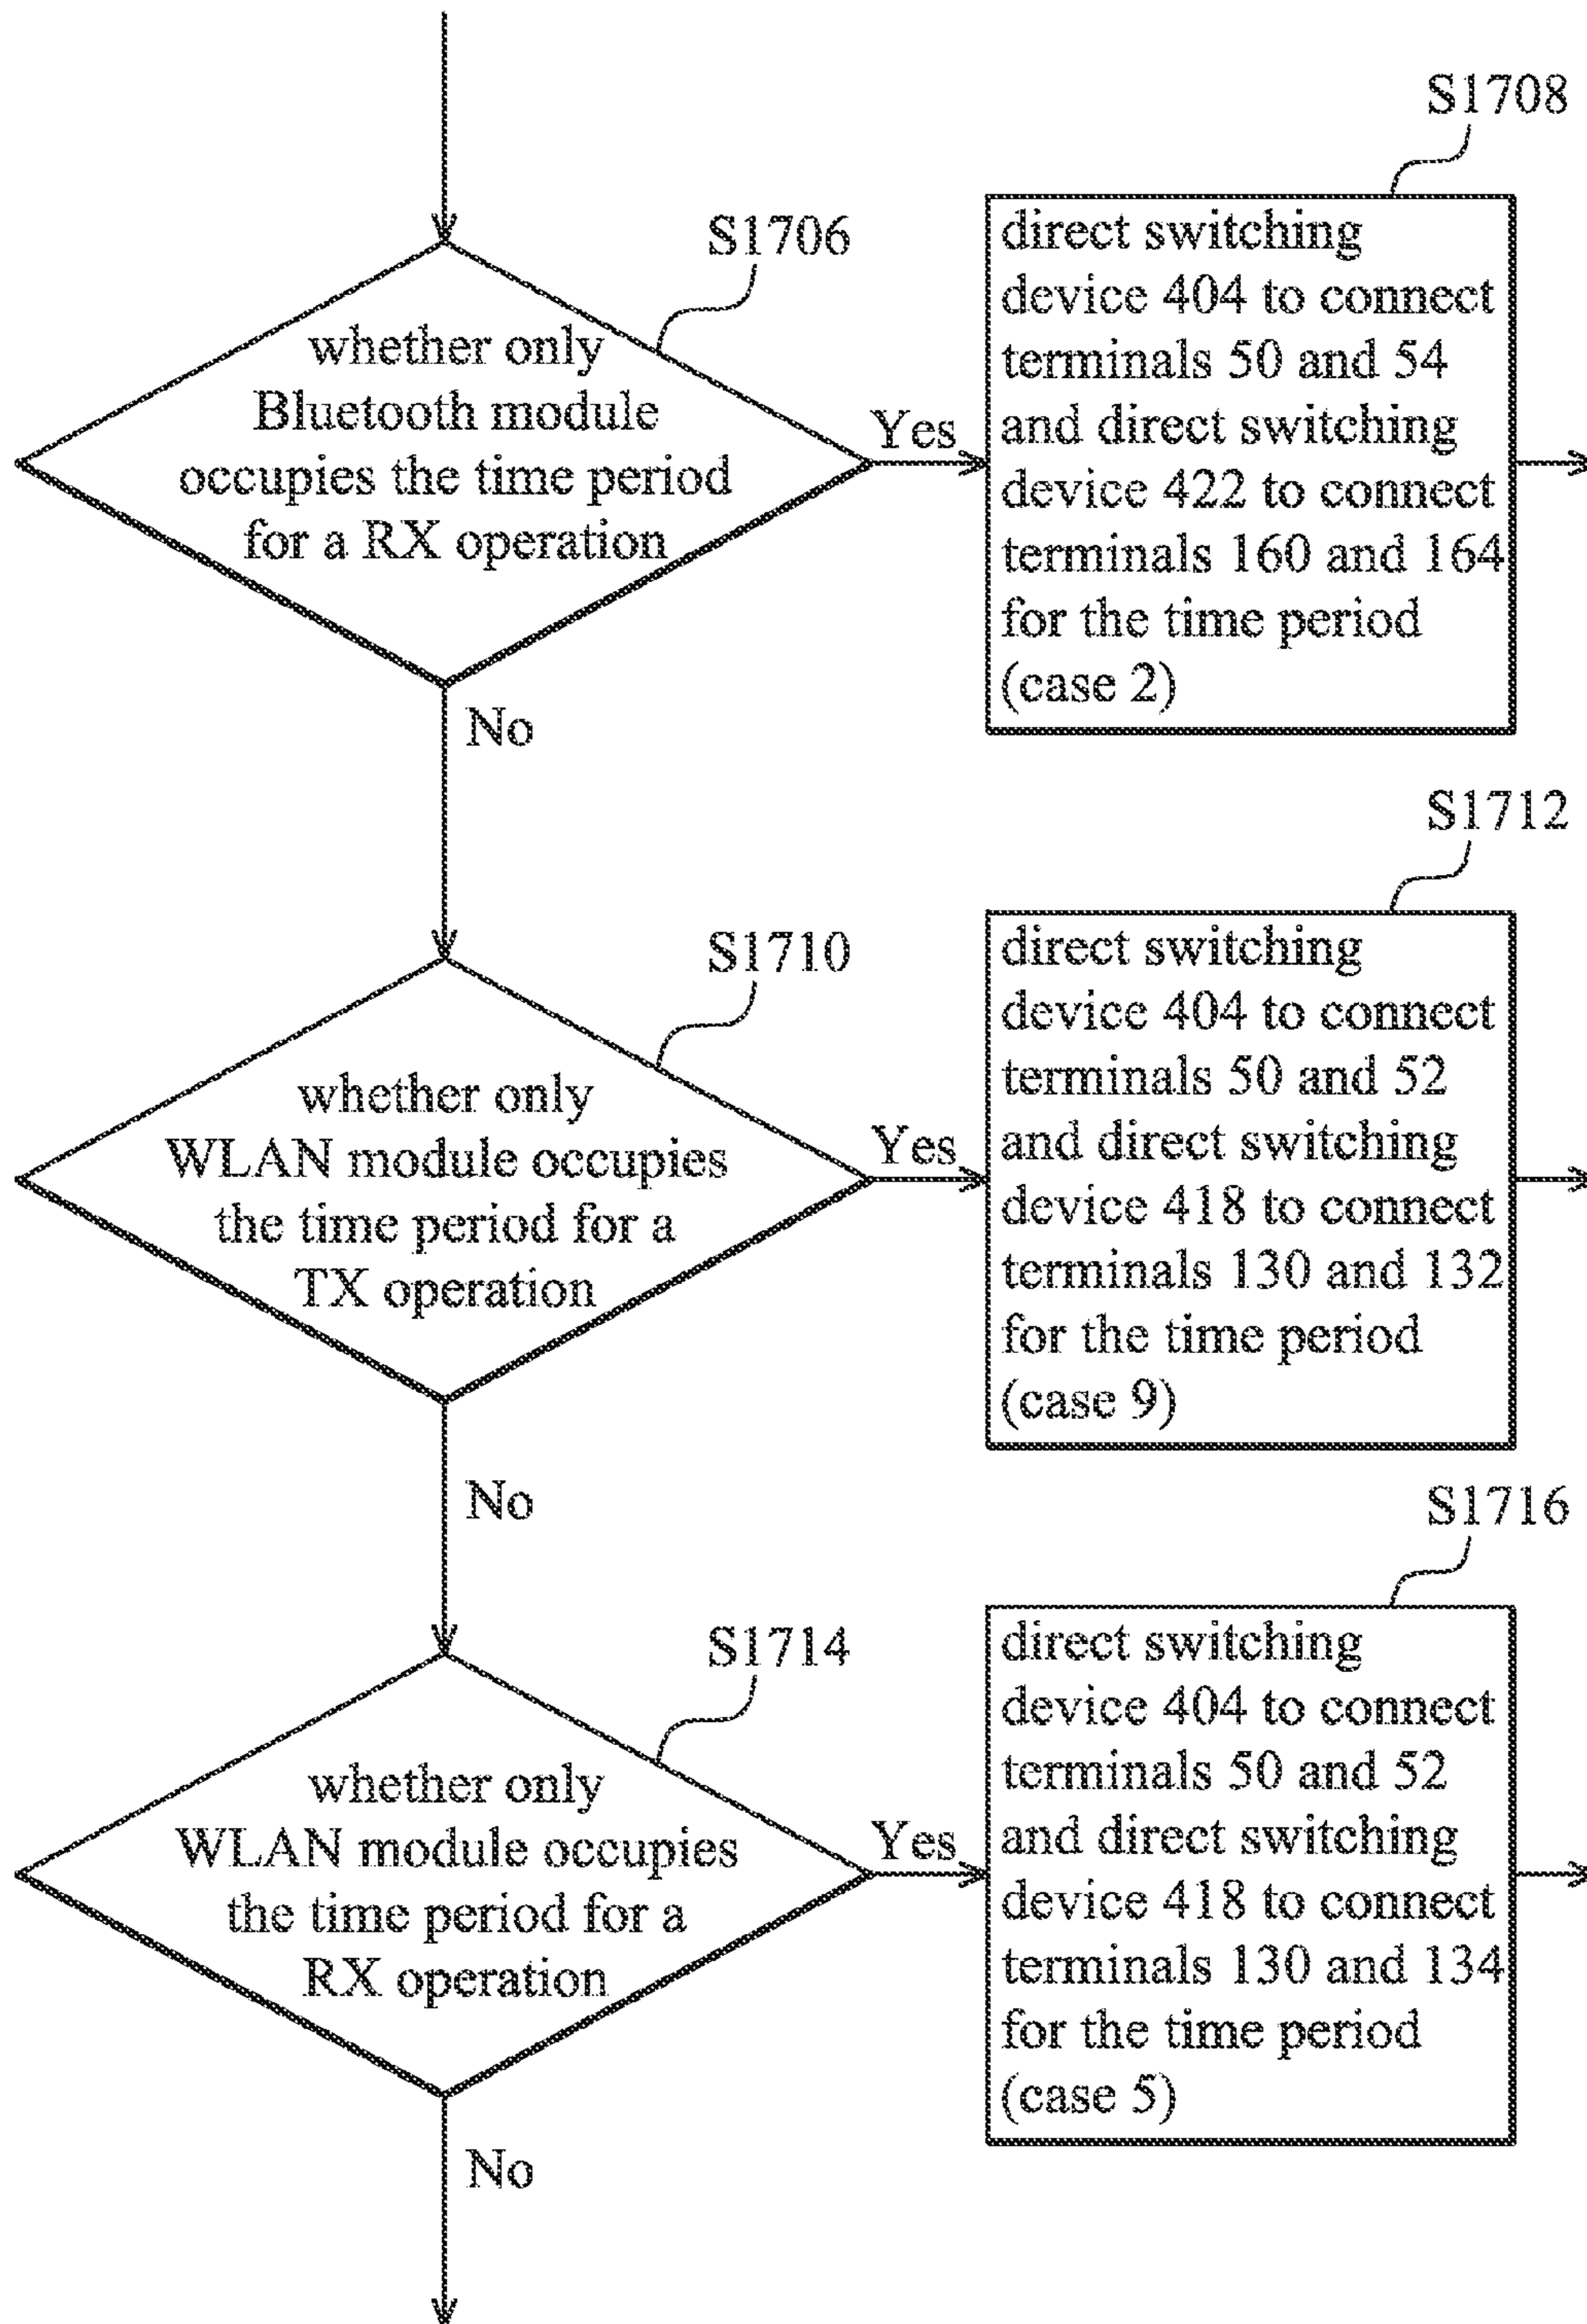 S1706
whether only
Bluetooth module
occupies the time period
for a RX operation
Yes
No
S1708
direct switching
device 404 to connect
terminals 50 and 54
and direct switching
device 422 to connect
terminals 160 and 164
for the time period
(case 2)
S1710
whether only
WLAN module occupies
the time period for a
TX operation
Yes
No
S1712
direct switching
device 404 to connect
terminals 50 and 52
and direct switching
device 418 to connect
terminals 130 and 132
for the time period
(case 9)
S1714
whether only
WLAN module occupies
the time period for a
RX operation
Yes
No
S1716
direct switching
device 404 to connect
terminals 50 and 52
and direct switching
device 418 to connect
terminals 130 and 134
for the time period
(case 5)